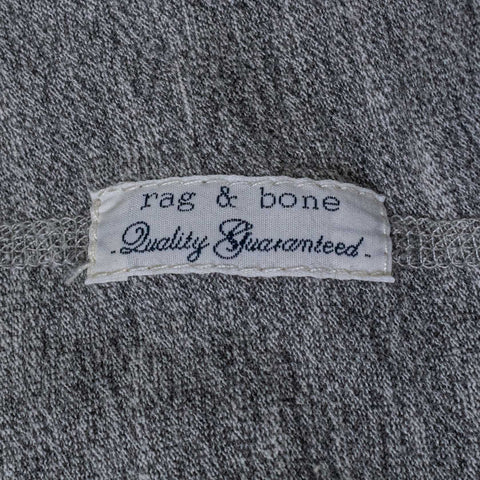 rag & bone
- Quality Guaranteed -